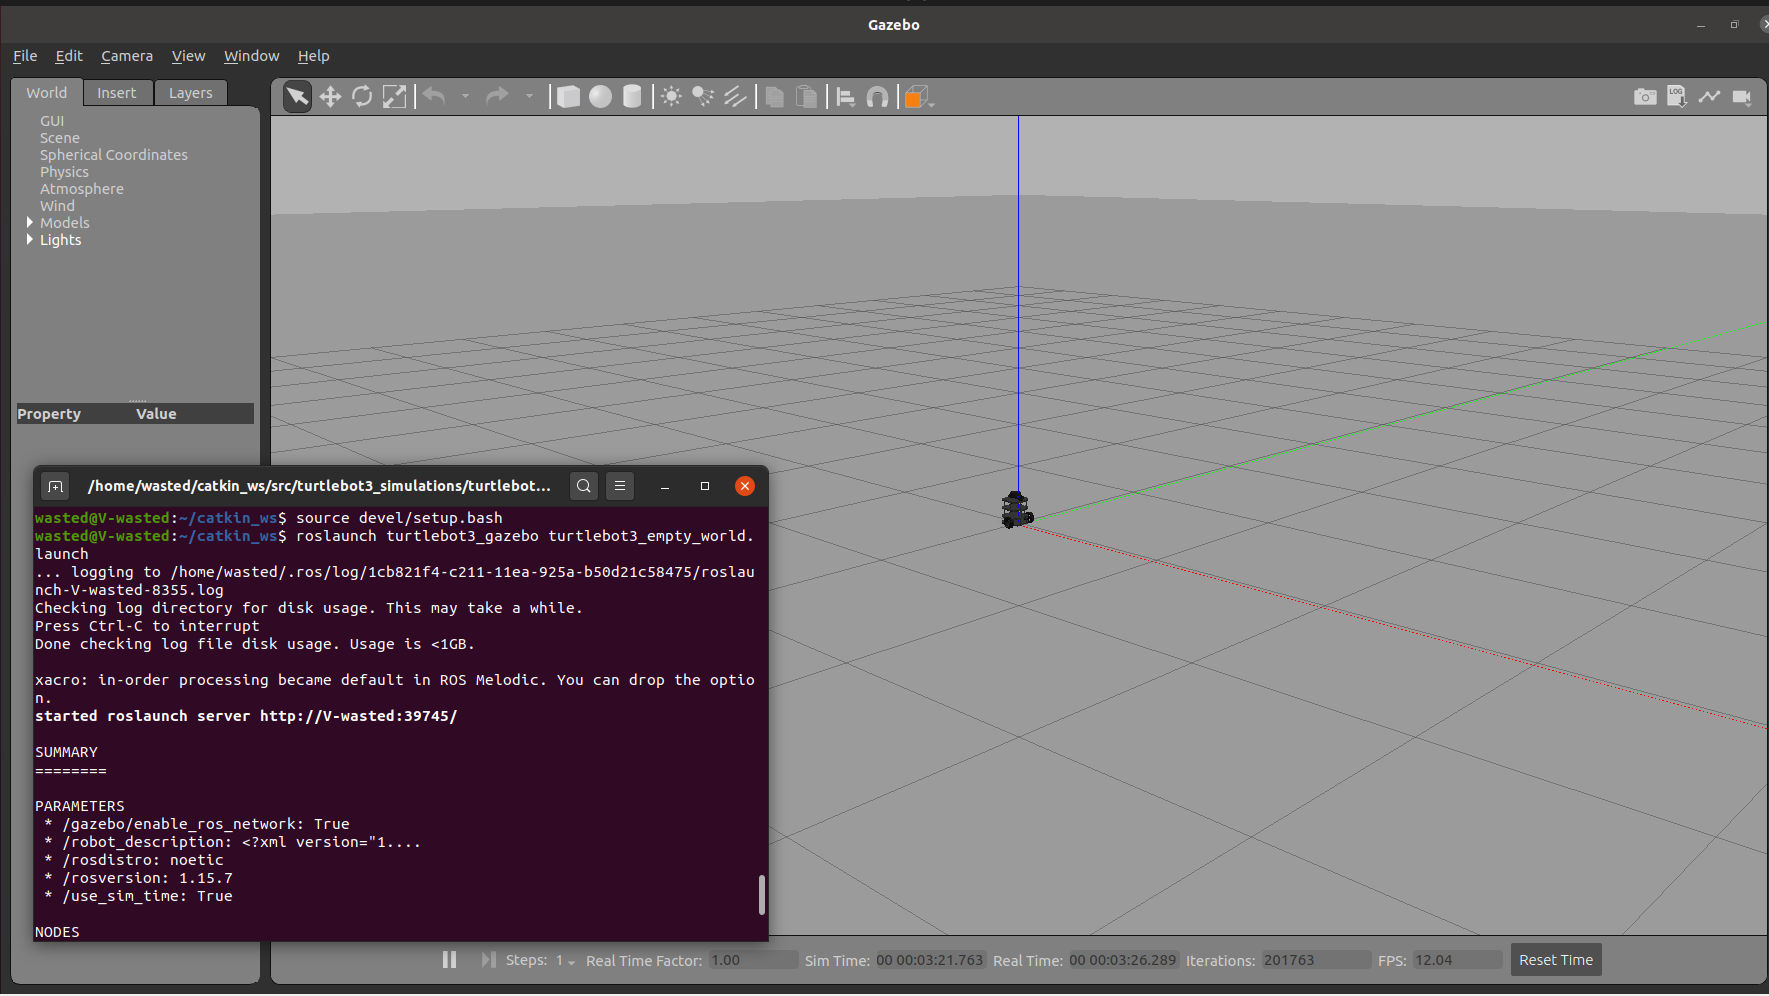 Gazebo
File Edit Camera View Window Help
World Insert Layers
GUI
Scene
Spherical Coordinates
Physics
Atmosphere
Wind
Models
Lights
LOG
Property Value
/home/wasted/catkin_ws/src/turtlebot3_simulations/turtlebot...
wasted@V-wasted:~/catkin_ws$ source devel/setup.bash
wasted@V-wasted:~/catkin_ws$ roslaunch turtlebot3_gazebo turtlebot3_empty_world.
launch
... logging to /home/wasted/.ros/log/1cb821f4-c211-11ea-925a-b50d21c58475/roslau
nch-V-wasted-8355.log
Checking log directory for disk usage. This may take a while.
Press Ctrl-C to interrupt
Done checking log file disk usage. Usage is <1GB.
xacro: in-order processing became default in ROS Melodic. You can drop the optio
n.
started roslaunch server http://V-wasted:39745/
SUMMARY
========
PARAMETERS
* /gazebo/enable_ros_network: True
* /robot_description: <?xml version="1....
* /rosdistro: noetic
* /rosversion: 1.15.7
* /use_sim_time: True
NODES
Steps: 1 Real Time Factor: 1.00 Sim Time: 00 00:03:21.763 Real Time: 00 00:03:26.289 Iterations: 201763 FPS: 12.04 Reset Time